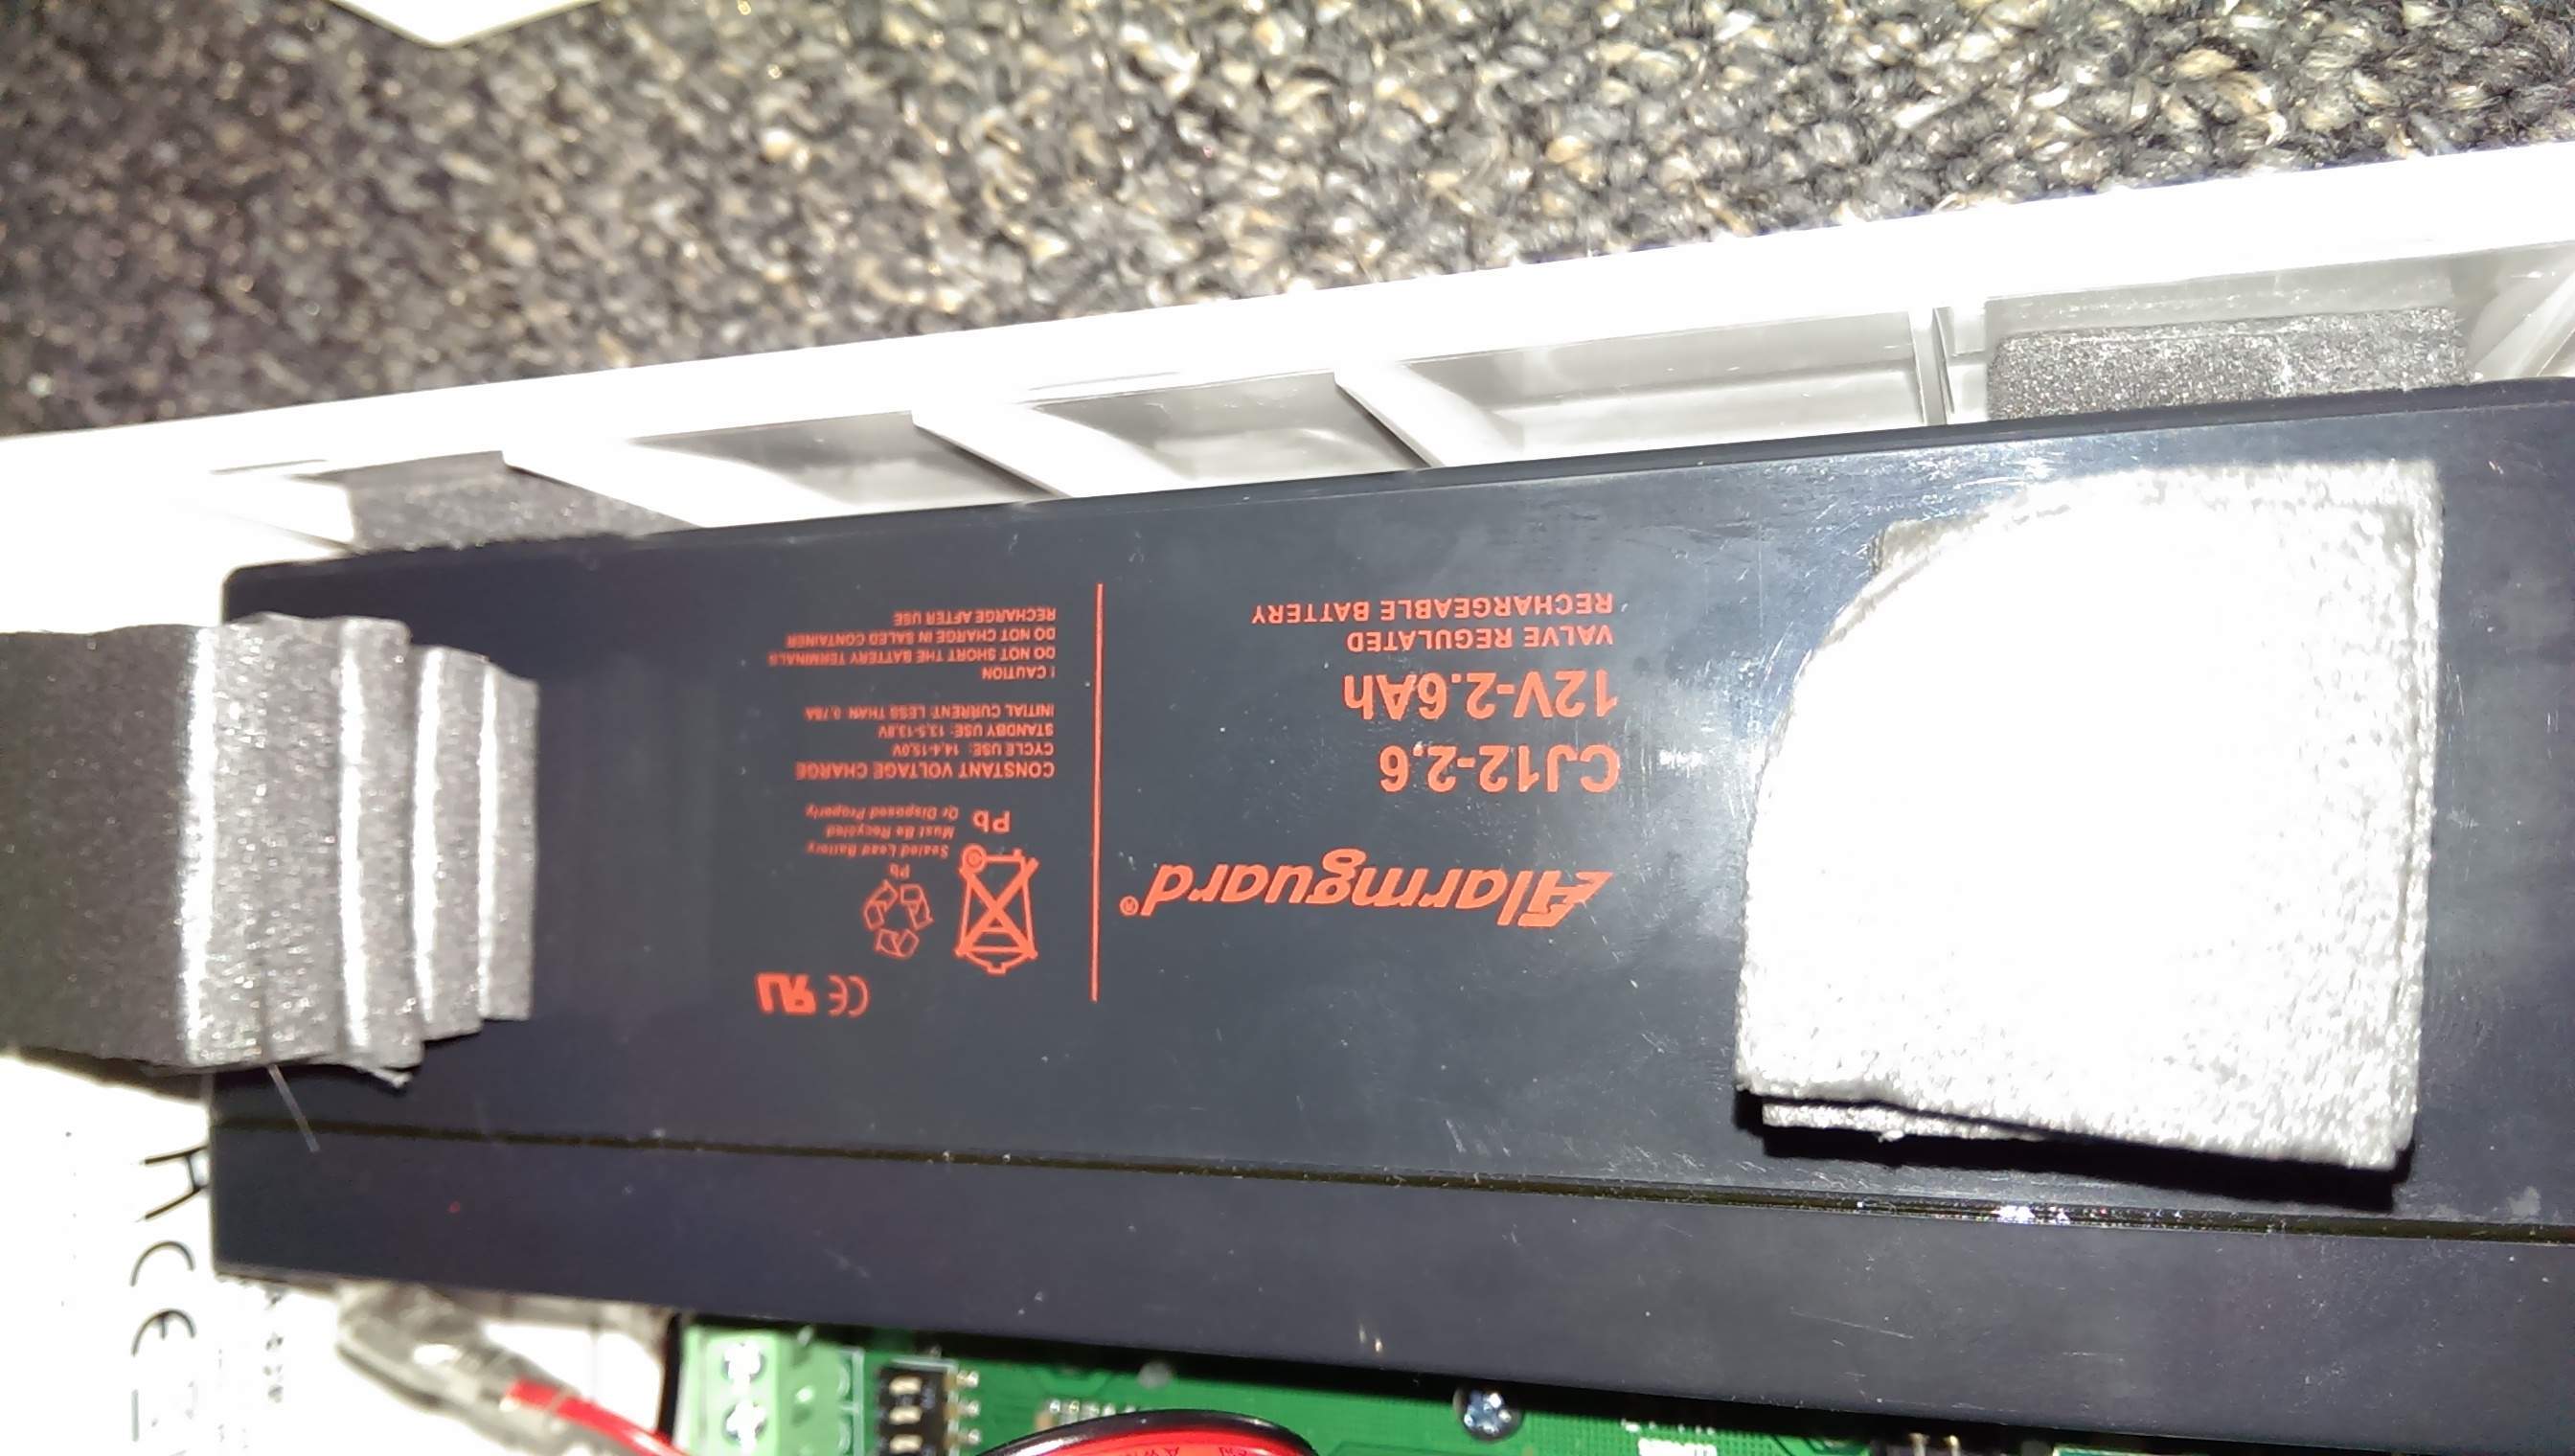 Alarmguard®
CJ12-2.6
12V-2.6Ah
VALVE REGULATED
RECHARGEABLE BATTERY
CE
Pb
Pb
Sealed Lead Battery
Must Be Recycled
Or Disposed Properly
CONSTANT VOLTAGE CHARGE
CYCLE USE: 14.4-15.0V
STANDBY USE: 13.5-13.8V
INITIAL CURRENT: LESS THAN 0.78A
! CAUTION
DO NOT SHORT THE BATTERY TERMINALS
DO NOT CHARGE IN SALED CONTAINER
RECHARGE AFTER USE